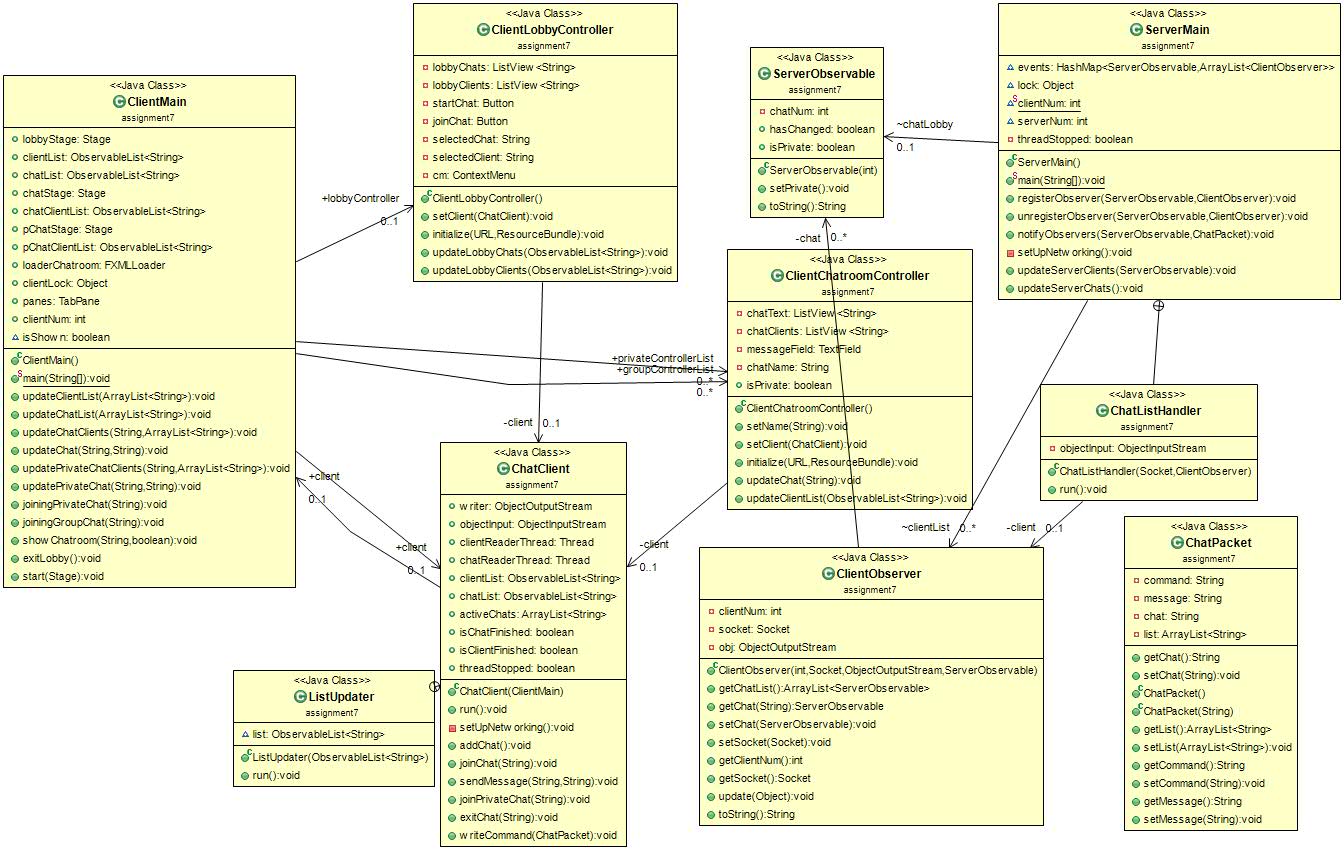 <<Java Class>>
ClientMain
assignment7
lobbyStage: Stage
clientList: ObservableList<String>
chatList: ObservableList<String>
chatStage: Stage
chatClientList: ObservableList<String>
pChatStage: Stage
pChatClientList: ObservableList<String>
loaderChatroom: FXMLLoader
clientLock: Object
panes: TabPane
clientNum: int
isShown: boolean
ClientMain()
main(String[]):void
updateClientList(ArrayList<String>):void
updateChatList(ArrayList<String>):void
updateChatClients(String,ArrayList<String>):void
updateChat(String,String):void
updatePrivateChatClients(String,ArrayList<String>):void
updatePrivateChat(String,String):void
joiningPrivateChat(String):void
joiningGroupChat(String):void
showChatroom(String,boolean):void
exitLobby():void
start(Stage):void
<<Java Class>>
ClientLobbyController
assignment7
lobbyChats: ListView<String>
lobbyClients: ListView<String>
startChat: Button
joinChat: Button
selectedChat: String
selectedClient: String
cm: ContextMenu
ClientLobbyController()
setClient(ChatClient):void
initialize(URL,ResourceBundle):void
updateLobbyChats(ObservableList<String>):void
updateLobbyClients(ObservableList<String>):void
<<Java Class>>
ServerObservable
assignment7
chatNum: int
hasChanged: boolean
isPrivate: boolean
ServerObservable(int)
setPrivate():void
toString():String
<<Java Class>>
ServerMain
assignment7
events: HashMap<ServerObservable,ArrayList<ClientObserver>>
lock: Object
clientNum: int
serverNum: int
threadStopped: boolean
ServerMain()
main(String[]):void
registerObserver(ServerObservable,ClientObserver):void
unregisterObserver(ServerObservable,ClientObserver):void
notifyObservers(ServerObservable,ChatPacket):void
setUpNetworking():void
updateServerClients(ServerObservable):void
updateServerChats():void
~chatLobby
0..1
+lobbyController
0..1
-chat
0..*
<<Java Class>>
ClientChatroomController
assignment7
chatText: ListView<String>
chatClients: ListView<String>
messageField: TextField
chatName: String
isPrivate: boolean
ClientChatroomController()
setName(String):void
setClient(ChatClient):void
initialize(URL,ResourceBundle):void
updateChat(String):void
updateClientList(ObservableList<String>):void
+privateControllerList
+groupControllerList
0..*
0..*
<<Java Class>>
ChatListHandler
assignment7
objectInput: ObjectInputStream
ChatListHandler(Socket,ClientObserver)
run():void
-client
0..1
+client
0..1
+client
0..1
-client
0..1
~clientList
0..*
-client
0..1
<<Java Class>>
ChatClient
assignment7
writer: ObjectOutputStream
objectInput: ObjectInputStream
clientReaderThread: Thread
chatReaderThread: Thread
clientList: ObservableList<String>
chatList: ObservableList<String>
activeChats: ArrayList<String>
isChatFinished: boolean
isClientFinished: boolean
threadStopped: boolean
ChatClient(ClientMain)
run():void
setUpNetworking():void
addChat():void
joinChat(String):void
sendMessage(String,String):void
joinPrivateChat(String):void
exitChat(String):void
writeCommand(ChatPacket):void
<<Java Class>>
ListUpdater
assignment7
list: ObservableList<String>
ListUpdater(ObservableList<String>)
run():void
<<Java Class>>
ClientObserver
assignment7
clientNum: int
socket: Socket
obj: ObjectOutputStream
ClientObserver(int,Socket,ObjectOutputStream,ServerObservable)
getChatList():ArrayList<ServerObservable>
getChat(String):ServerObservable
setChat(ServerObservable):void
setSocket(Socket):void
getClientNum():int
getSocket():Socket
update(Object):void
toString():String
<<Java Class>>
ChatPacket
assignment7
command: String
message: String
chat: String
list: ArrayList<String>
getChat():String
setChat(String):void
ChatPacket()
ChatPacket(String)
getList():ArrayList<String>
setList(ArrayList<String>):void
getCommand():String
setCommand(String):void
getMessage():String
setMessage(String):void